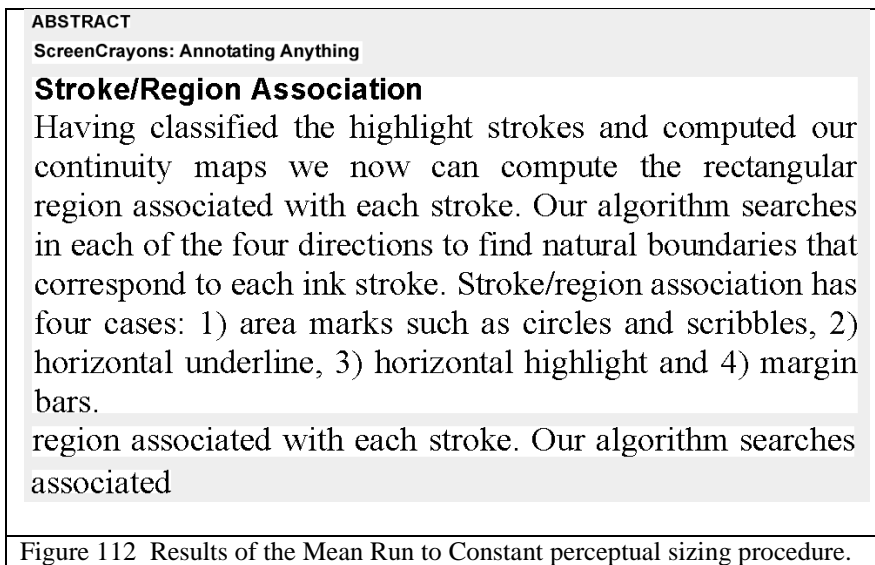 ABSTRACT
ScreenCrayons: Annotating Anything
Stroke/Region Association
Having classified the highlight strokes and computed our
continuity maps we now can compute the rectangular
region associated with each stroke. Our algorithm searches
in each of the four directions to find natural boundaries that
correspond to each ink stroke. Stroke/region association has
four cases: 1) area marks such as circles and scribbles, 2)
horizontal underline, 3) horizontal highlight and 4) margin
bars.
region associated with each stroke. Our algorithm searches
associated
Figure 112 Results of the Mean Run to Constant perceptual sizing procedure.